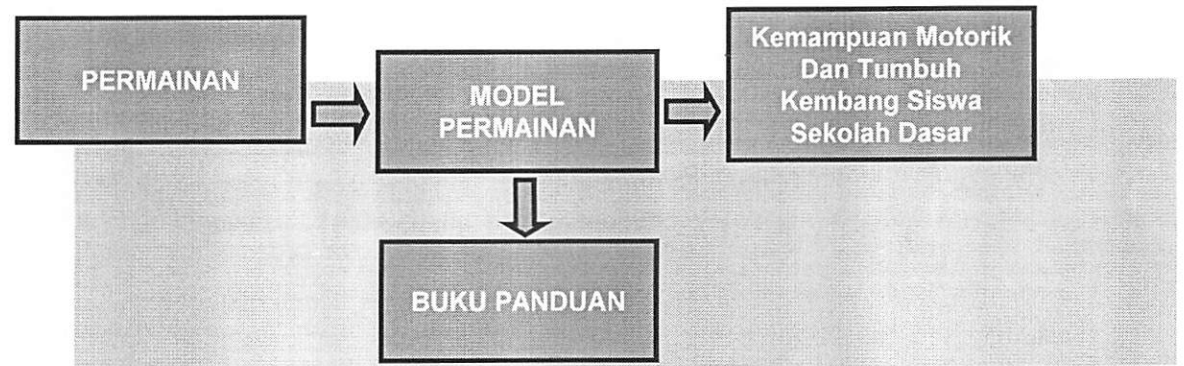 PERMAINAN
MODEL
PERMAINAN
Kemampuan Motorik
Dan Tumbuh
Kembang Siswa
Sekolah Dasar
BUKU PANDUAN